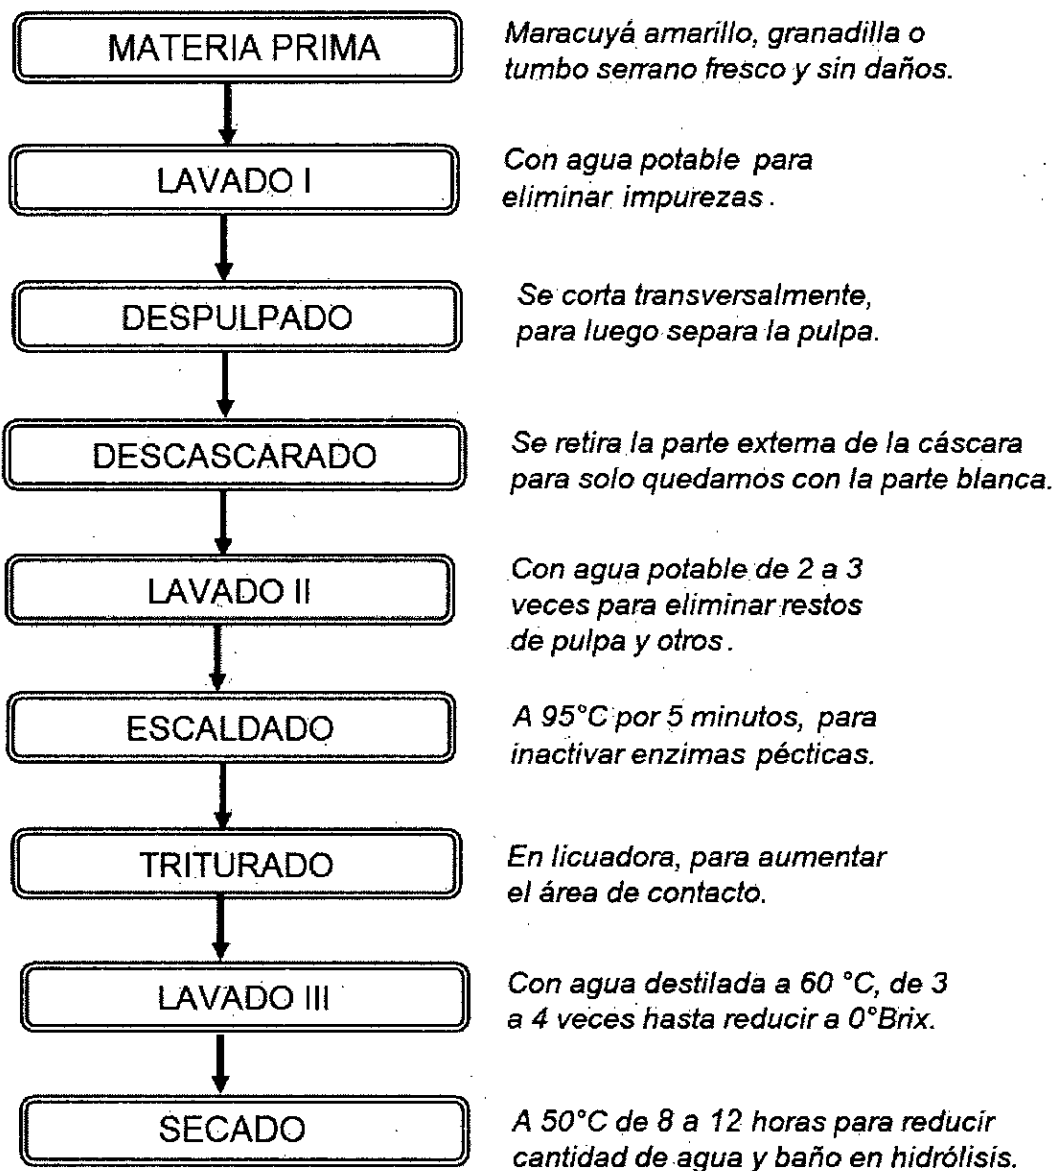 MATERIA PRIMA
Maracuyá amarillo, granadilla o
tumbo serrano fresco y sin daños.
LAVADO I
Con agua potable para
eliminar impurezas.
DESPULPADO
Se corta transversalmente,
para luego separa la pulpa.
DESCASCARADO
Se retira la parte externa de la cáscara
para solo quedarnos con la parte blanca.
LAVADO II
Con agua potable de 2 a 3
veces para eliminar restos
de pulpa y otros.
ESCALDADO
A 95°C por 5 minutos, para
inactivar enzimas pécticas.
TRITURADO
En licuadora, para aumentar
el área de contacto.
LAVADO III
Con agua destilada a 60 °C, de 3
a 4 veces hasta reducir a 0°Brix.
SECADO
A 50°C de 8 a 12 horas para reducir
cantidad de agua y baño en hidrólisis.